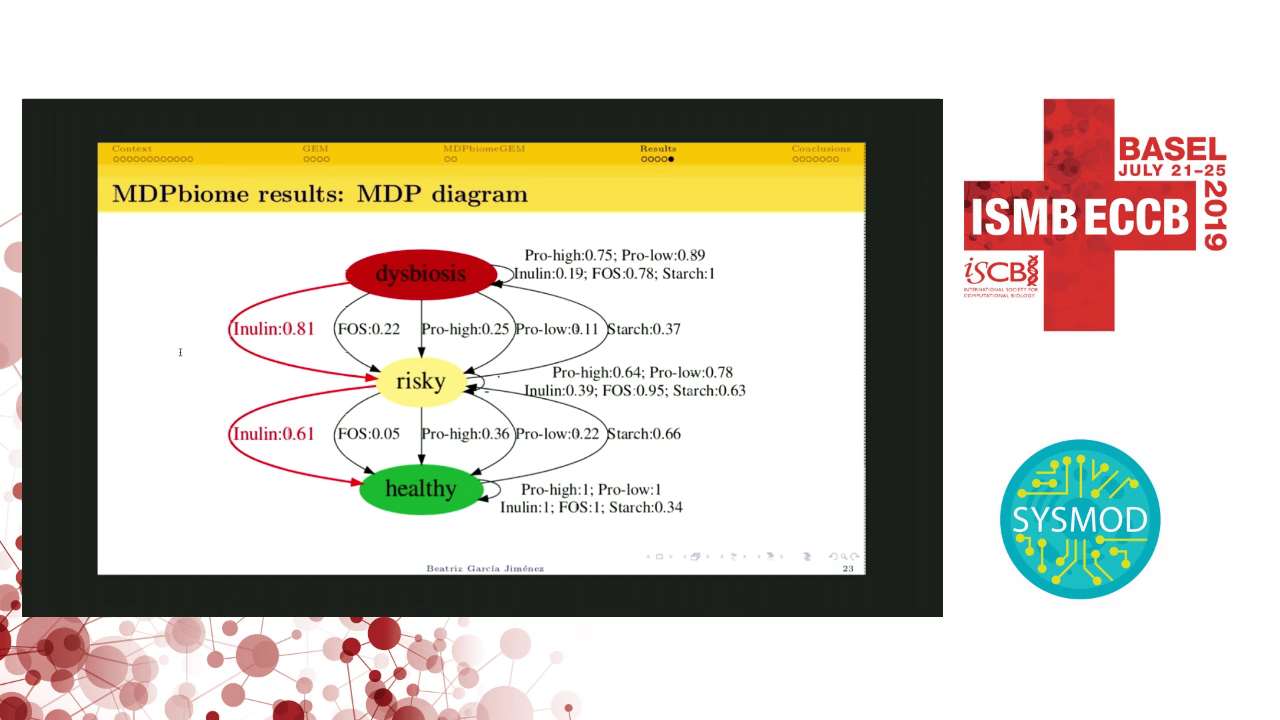 Context
GEM
MDPbiomeGEM
Results
Conclusions
MDPbiome results: MDP diagram
dysbiosis
Pro-high:0.75; Pro-low:0.89
Inulin:0.19; FOS:0.78; Starch:1
Inulin:0.81
FOS:0.22
Pro-high:0.25
Pro-low:0.11
Starch:0.37
risky
Pro-high:0.64; Pro-low:0.78
Inulin:0.39; FOS:0.95; Starch:0.63
Inulin:0.61
FOS:0.05
Pro-high:0.36
Pro-low:0.22
Starch:0.66
healthy
Pro-high:1; Pro-low:1
Inulin:1; FOS:1; Starch:0.34
Beatriz García Jiménez
23
BASEL
JULY 21–25
2019
ISMB ECCB
iSCB
INTERNATIONAL SOCIETY FOR
COMPUTATIONAL BIOLOGY
SYSMOD